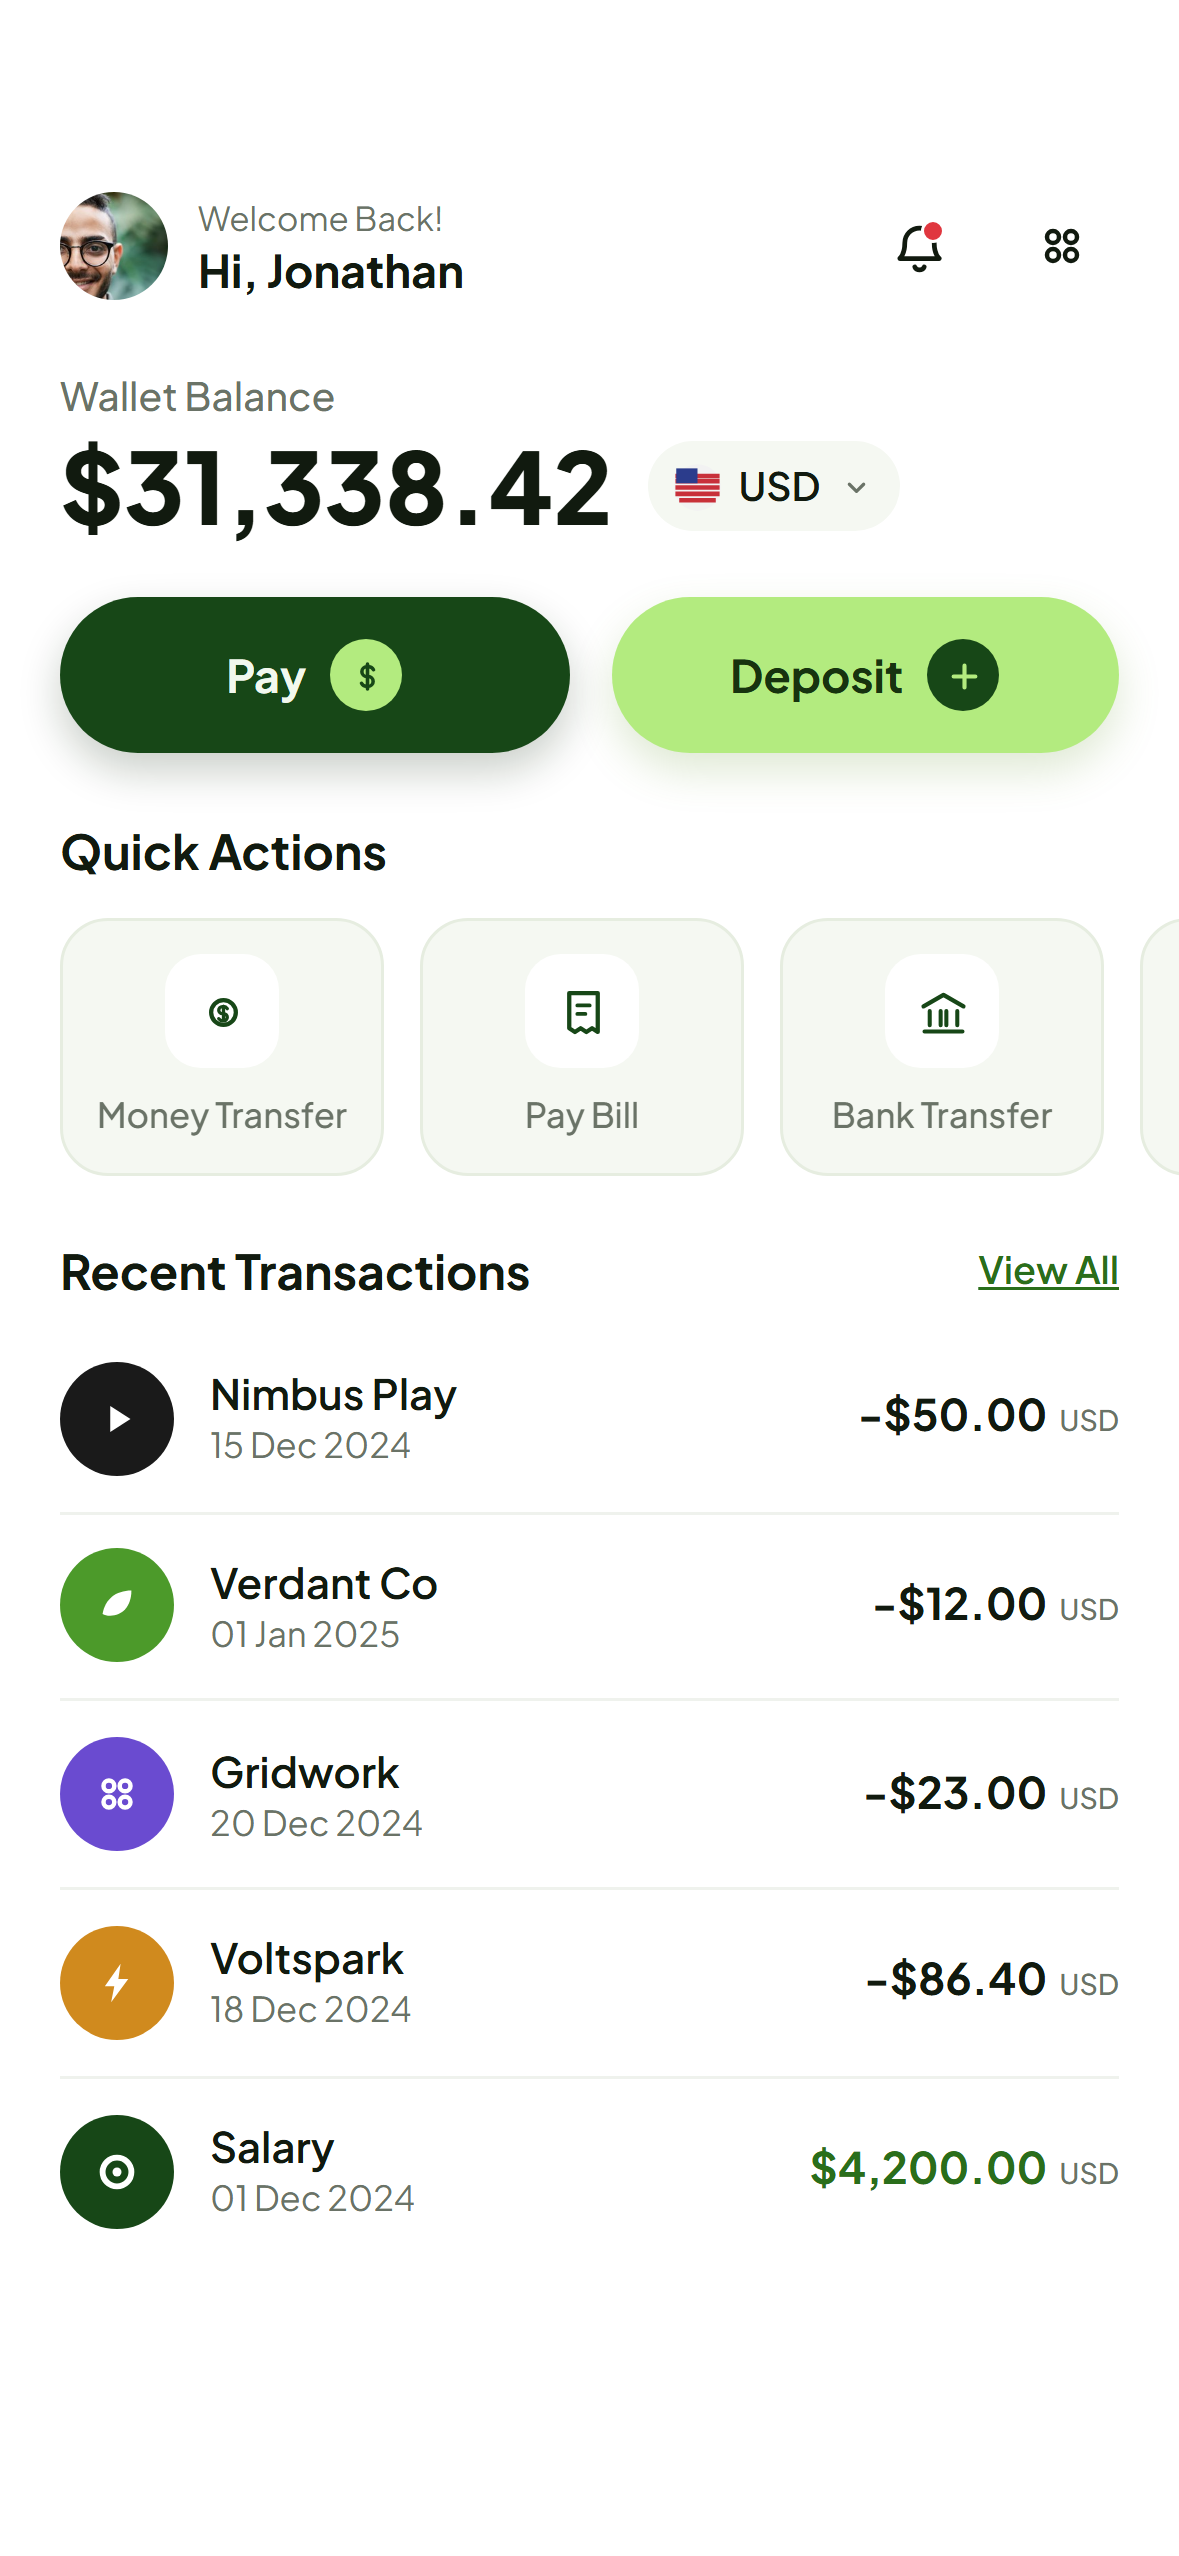 Welcome Back!
Hi, Jonathan
Wallet Balance
$31,338.42
USD
Pay $
Deposit
Quick Actions
Money Transfer
Pay Bill
Bank Transfer
Recent Transactions
View All
Nimbus Play
15 Dec 2024
-$50.00 USD
Verdant Co
01 Jan 2025
-$12.00 USD
Gridwork
20 Dec 2024
-$23.00 USD
Voltspark
18 Dec 2024
-$86.40 USD
Salary
01 Dec 2024
$4,200.00 USD